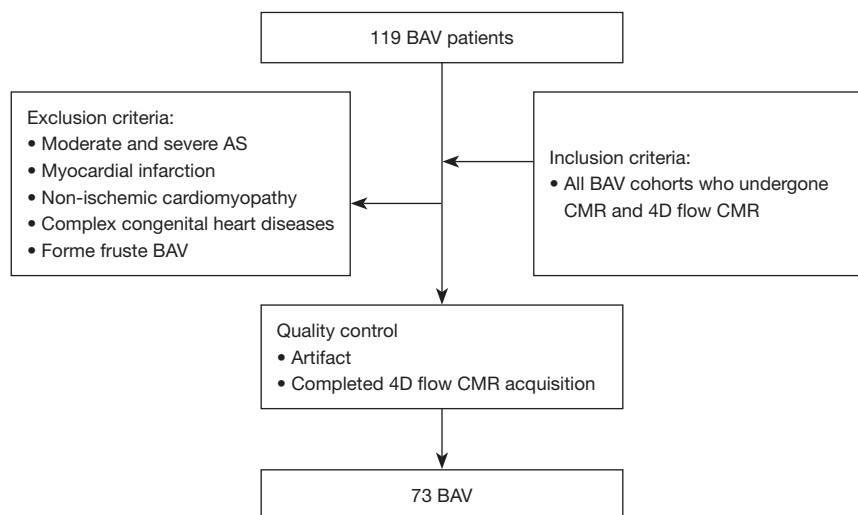 119 BAV patients
Exclusion criteria:
• Moderate and severe AS
• Myocardial infarction
• Non-ischemic cardiomyopathy
• Complex congenital heart diseases
• Forme fruste BAV
Inclusion criteria:
• All BAV cohorts who undergone
CMR and 4D flow CMR
Quality control
• Artifact
• Completed 4D flow CMR acquisition
73 BAV